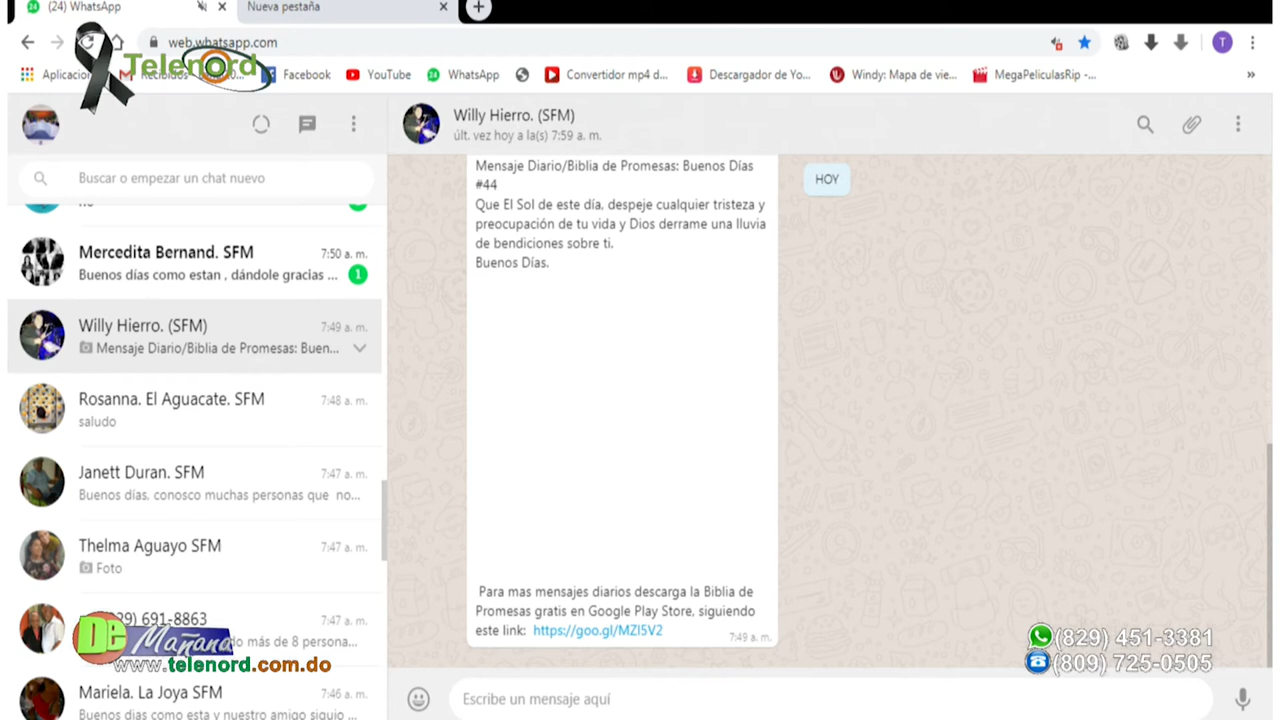 (24) WhatsApp
Nueva pestaña
web.whatsapp.com
Telenord
Facebook
YouTube
WhatsApp
Convertidor mp4 d...
Descargador de Yo...
Windy: Mapa de vie...
MegaPeliculasRip -...
»
Buscar o empezar un chat nuevo
Mercedita Bernand. SFM
7:50 a. m.
Buenos días como estan , dándole gracias ...
1
Willy Hierro. (SFM)
7:49 a. m.
Mensaje Diario/Biblia de Promesas: Buen...
Rosanna. El Aguacate. SFM
7:48 a. m.
saludo
Janett Duran. SFM
7:47 a. m.
Buenos días, conosco muchas personas que no...
Thelma Aguayo SFM
7:47 a. m.
Foto
691-8863
7:47 a. m.
do más de 8 persona...
De Mañana
www.telenord.com.do
Mariela. La Joya SFM
7:46 a. m.
Buenos días como esta y nuestro amigo siguio
Willy Hierro. (SFM)
últ. vez hoy a la(s) 7:59 a. m.
HOY
Mensaje Diario/Biblia de Promesas: Buenos Días
#44
Que El Sol de este día, despeje cualquier tristeza y
preocupación de tu vida y Dios derrame una lluvia
de bendiciones sobre ti.
Buenos Días.
Para mas mensajes diarios descarga la Biblia de
Promesas gratis en Google Play Store, siguiendo
este link: https://goo.gl/MZI5V2
7:49 a. m.
(829) 451-3381
(809) 725-0505
Escribe un mensaje aquí